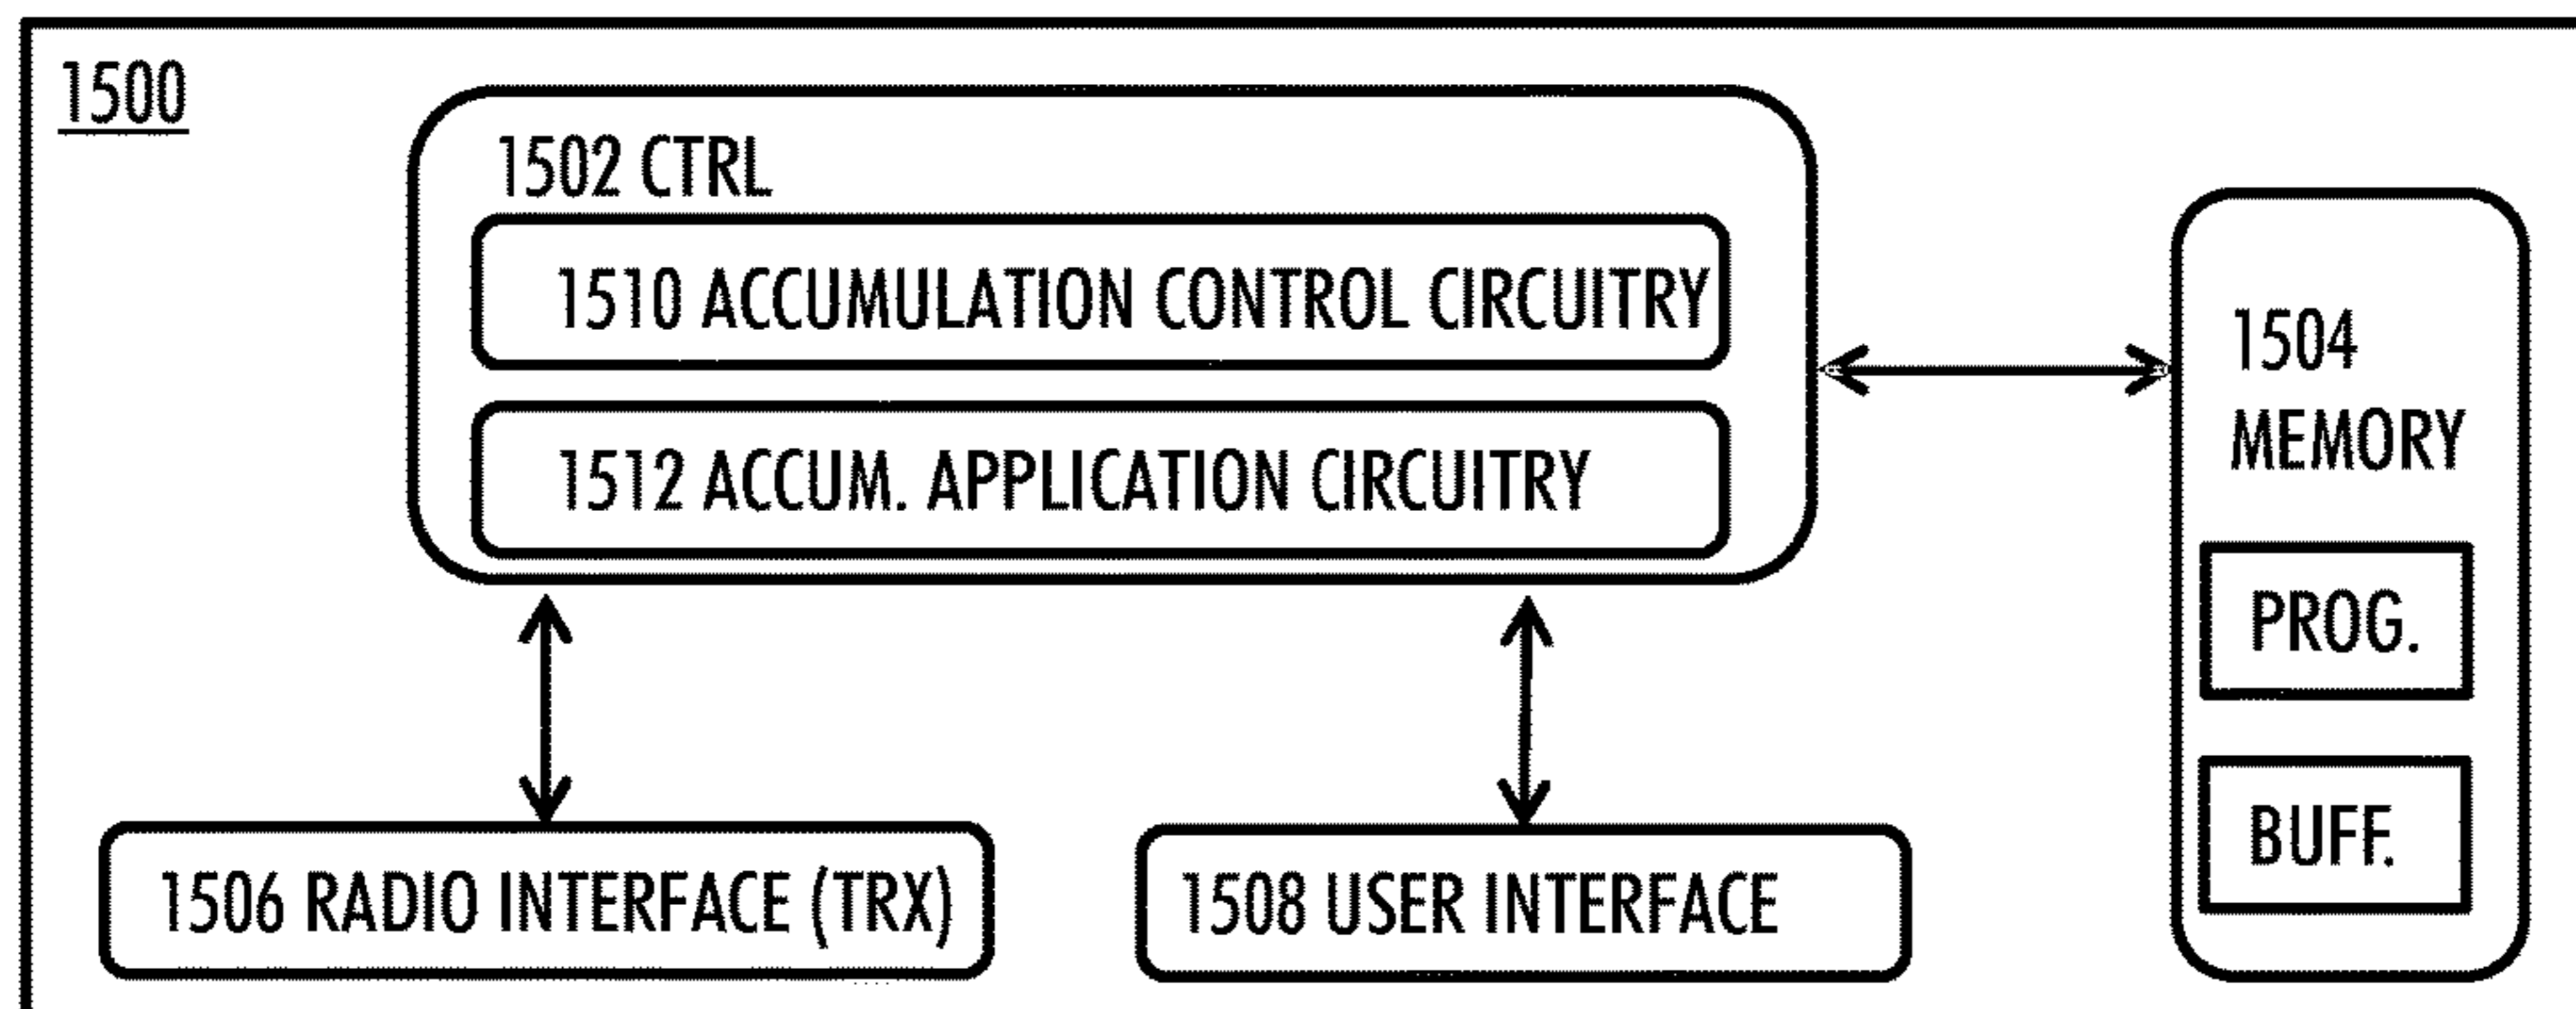 1500
1502 CTRL
1510 ACCUMULATION CONTROL CIRCUITRY
1512 ACCUM. APPLICATION CIRCUITRY
1504
MEMORY
PROG.
BUFF.
1506 RADIO INTERFACE (TRX)
1508 USER INTERFACE